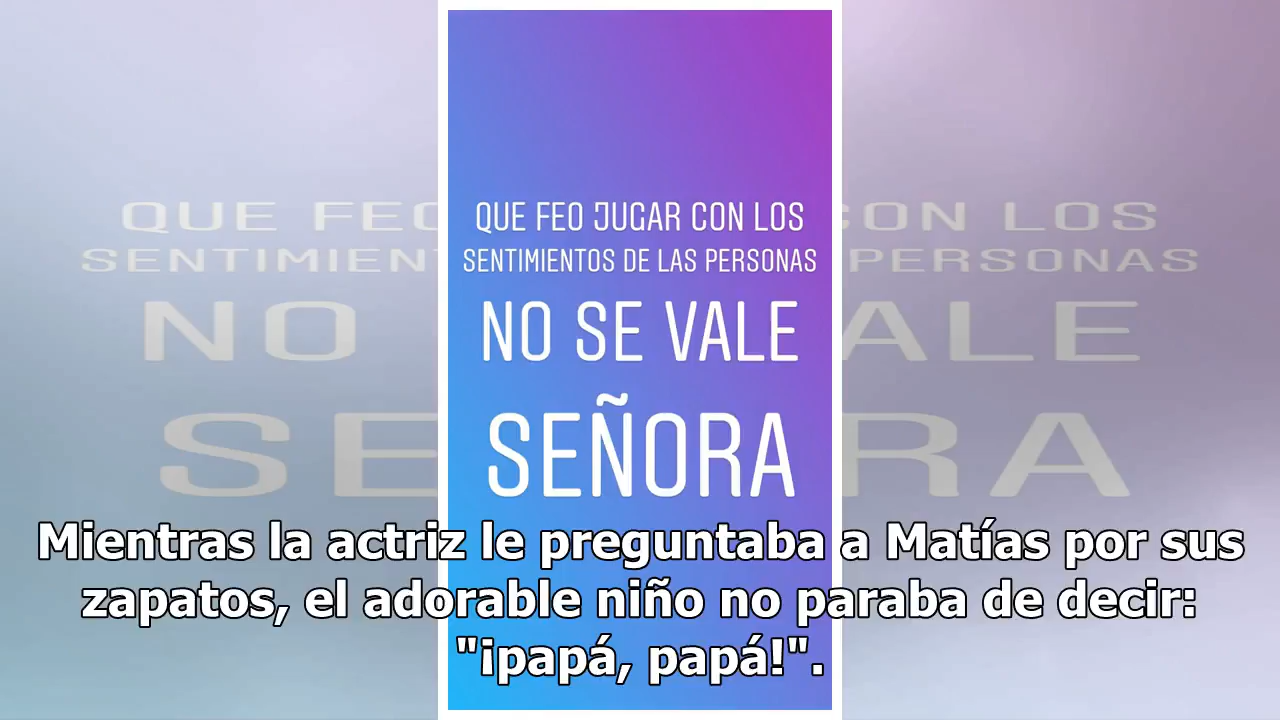 QUE FEO JUGAR CON LOS
SENTIMIENTOS DE LAS PERSONAS
NO SE VALE
SEÑORA
Mientras la actriz le preguntaba a Matías por sus
zapatos, el adorable niño no paraba de decir:
"¡papá, papá!".